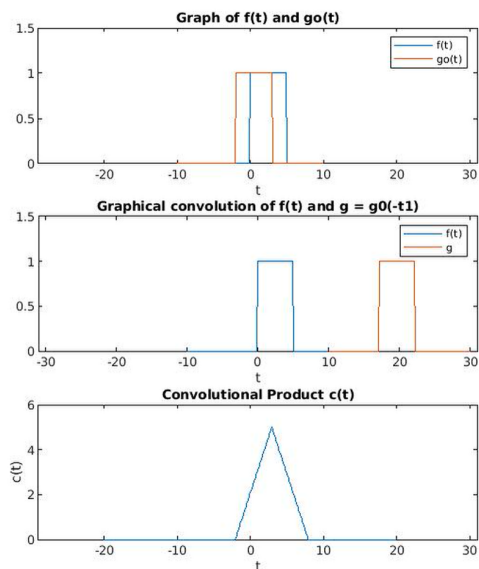 Graph of f(t) and go(t)
1.5
1
0.5
0
f(t)
go(t)
-20 -10 0 10 20 30
t
Graphical convolution of f(t) and g = g0(-t1)
1.5
1
0.5
0
f(t)
g
-30 -20 -10 0 10 20 30
t
Convolutional Product c(t)
6
4
2
0
c(t)
-20 -10 0 10 20 30
t